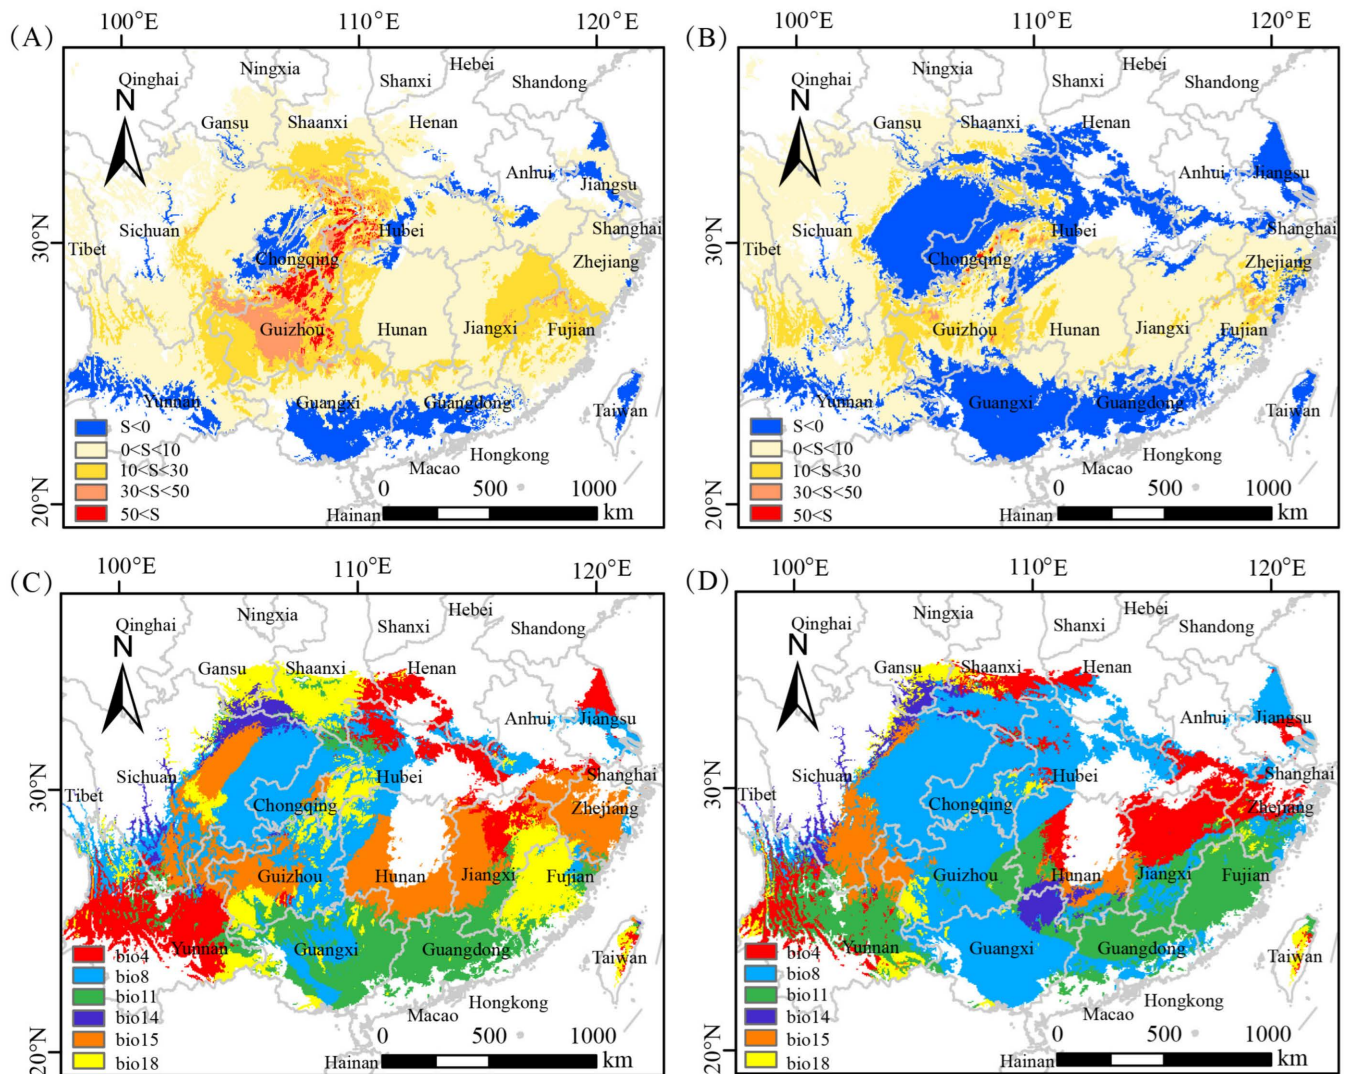 (A)
100°E 110°E 120°E
Hebei
Ningxia
Qinghai
Shanxi
Shandong
N
Gansu
Shaanxi
Henan
Anhui
Jiangsu
30°N
Sichuan
Hubei
Shanghai
Tibet
Chongqing
Zhejiang
Guizhou
Hunan
Jiangxi
Fujian
Yunnan
Guangxi
Guangdong
Taiwan
S<0
0<S<10
10<S<30
30<S<50
50<S
Hongkong
Macao
0 500 1000
km
Hainan
20°N
(B)
100°E 110°E 120°E
Hebei
Ningxia
Qinghai
Shanxi
Shandong
N
Gansu
Shaanxi
Henan
Anhui
Jiangsu
30°N
Sichuan
Hubei
Shanghai
Tibet
Chongqing
Zhejiang
Guizhou
Hunan
Jiangxi
Fujian
Yunnan
Guangxi
Guangdong
Taiwan
S<0
0<S<10
10<S<30
30<S<50
50<S
Hongkong
Macao
0 500 1000
km
Hainan
20°N
(C)
100°E 110°E 120°E
Hebei
Ningxia
Qinghai
Shanxi
Shandong
N
Gansu
Shaanxi
Henan
Anhui
Jiangsu
30°N
Sichuan
Hubei
Shanghai
Tibet
Chongqing
Zhejiang
Guizhou
Hunan
Jiangxi
Fujian
Yunnan
Guangxi
Guangdong
Taiwan
bio4
bio8
bio11
bio14
bio15
bio18
Hongkong
Macao
0 500 1000
km
Hainan
20°N
(D)
100°E 110°E 120°E
Hebei
Ningxia
Qinghai
Shanxi
Shandong
N
Gansu
Shaanxi
Henan
Anhui
Jiangsu
30°N
Sichuan
Hubei
Shanghai
Tibet
Chongqing
Zhejiang
Guizhou
Hunan
Jiangxi
Fujian
Yunnan
Guangxi
Guangdong
Taiwan
bio4
bio8
bio11
bio14
bio15
bio18
Hongkong
Macao
0 500 1000
km
Hainan
20°N